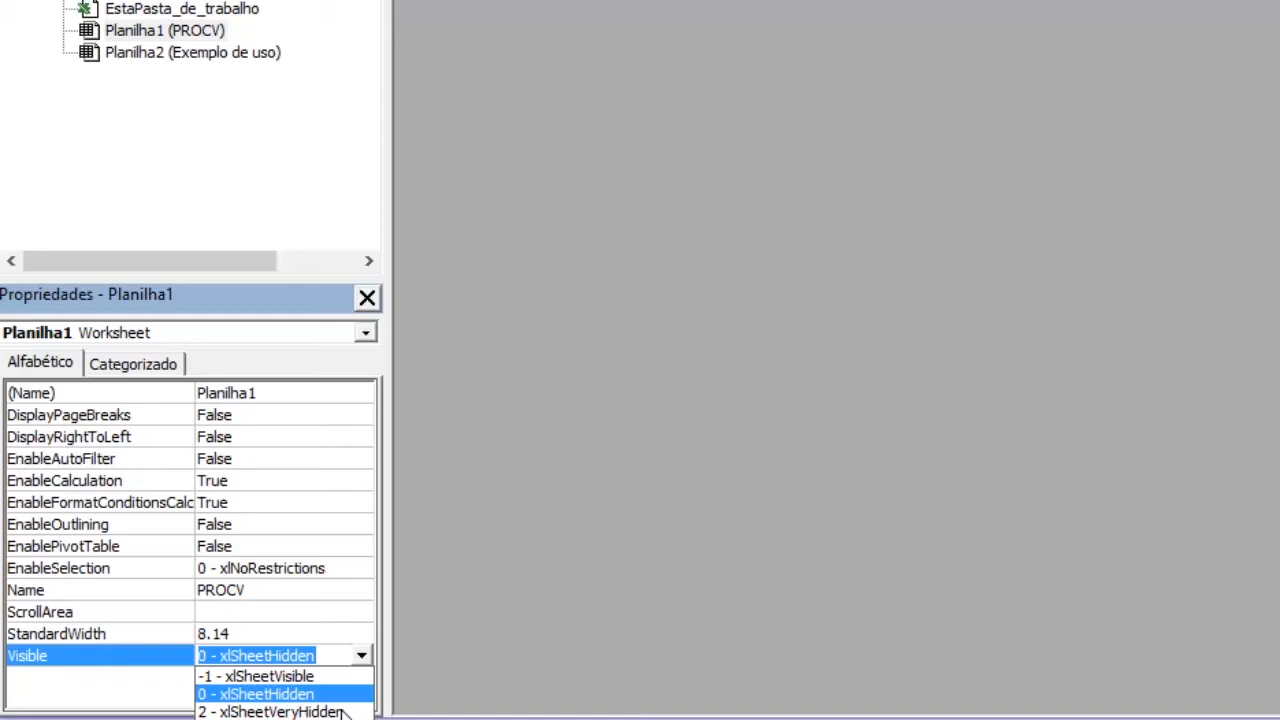 EstaPasta_de_trabalho
Planilha1 (PROCV)
Planilha2 (Exemplo de uso)
Propriedades - Planilha1
Planilha1 Worksheet
Alfabético Categorizado
(Name) Planilha1
DisplayPageBreaks False
DisplayRightToLeft False
EnableAutoFilter False
EnableCalculation True
EnableFormatConditionsCalc True
EnableOutlining False
EnablePivotTable False
EnableSelection 0 - xlNoRestrictions
Name PROCV
ScrollArea
StandardWidth 8.14
Visible 0 - xlSheetHidden
-1 - xlSheetVisible
0 - xlSheetHidden
2 - xlSheetVeryHidden